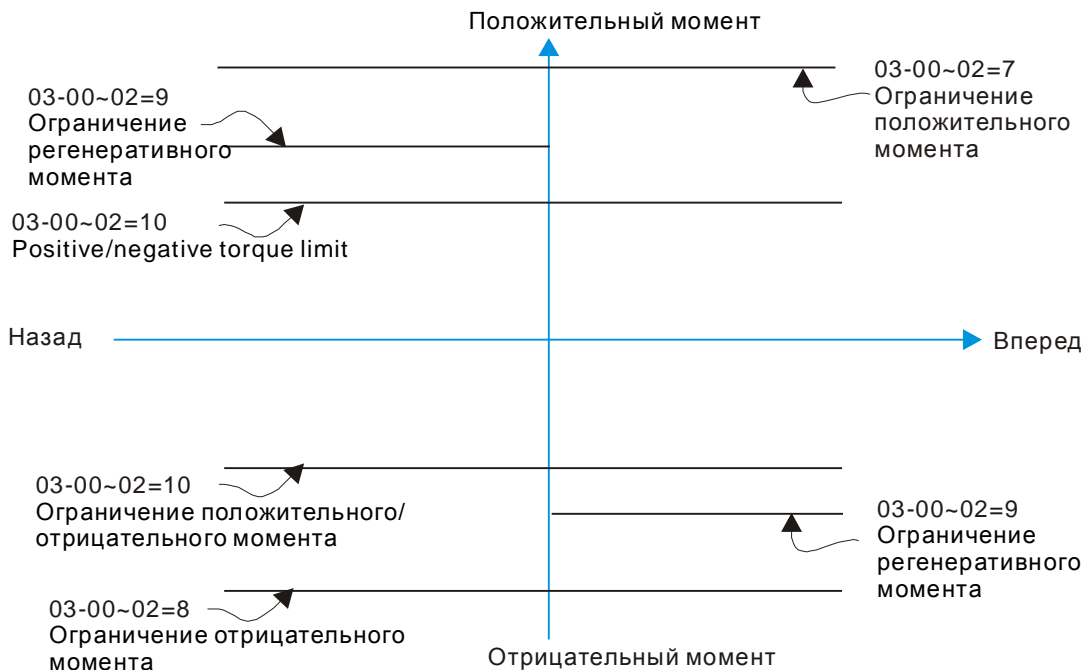 Положительный момент
03-00~02=7
Ограничение
положительного
момента
03-00~02=9
Ограничение
регенеративного
момента
03-00~02=10
Positive/negative torque limit
Назад
Вперед
03-00~02=10
Ограничение положительного/
отрицательного момента
03-00~02=9
Ограничение
регенеративного
момента
03-00~02=8
Ограничение отрицательного
момента
Отрицательный момент